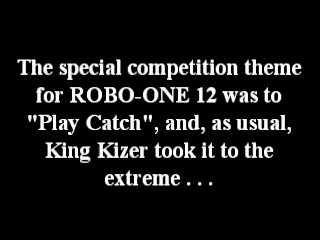 The special competition theme
for ROBO-ONE 12 was to
"Play Catch", and, as usual,
King Kizer took it to the
extreme . . .